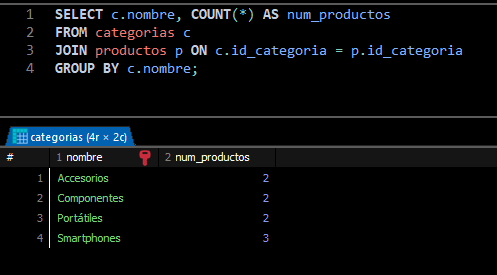 1 SELECT c.nombre, COUNT(*) AS num_productos
2 FROM categorias c
3 JOIN productos p ON c.id_categoria = p.id_categoria
4 GROUP BY c.nombre;
categorias (4r × 2c)
# 1 nombre 2 num_productos
1 Accesorios 2
2 Componentes 2
3 Portátiles 2
4 Smartphones 3